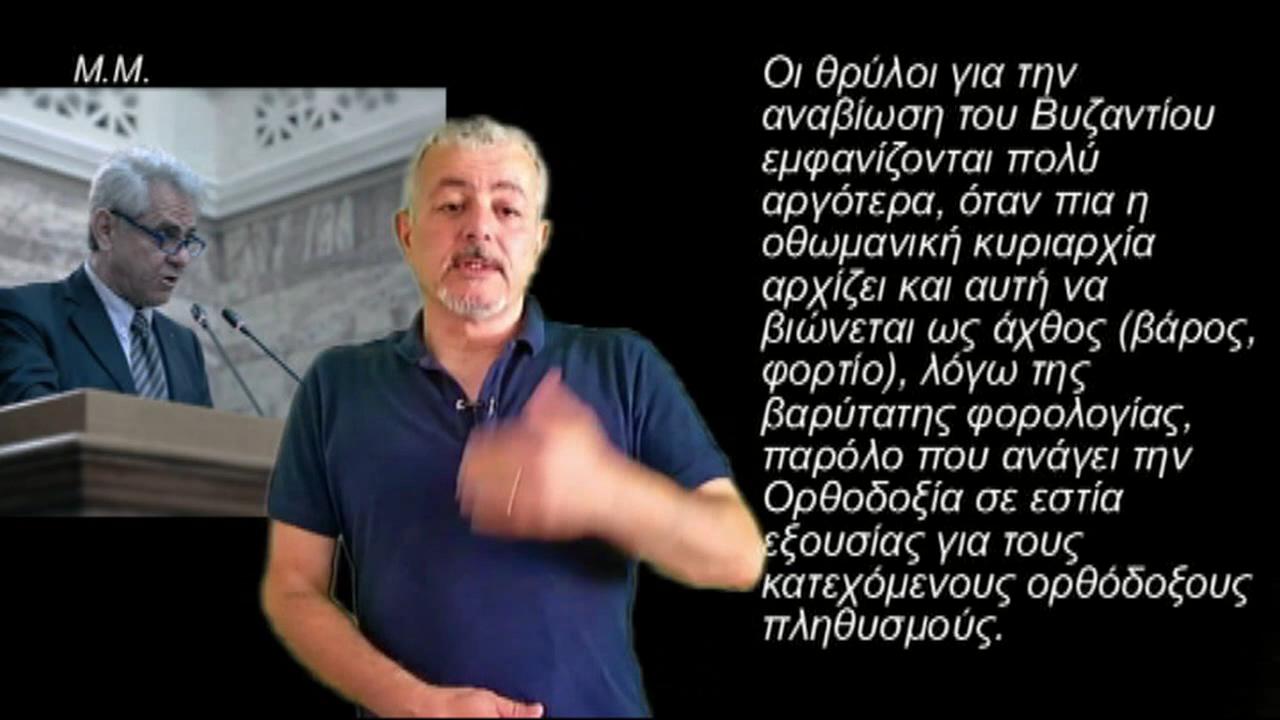 Μ.Μ.
Οι θρύλοι για την
αναβίωση του Βυζαντίου
εμφανίζονται πολύ
αργότερα, όταν πια η
οθωμανική κυριαρχία
αρχίζει και αυτή να
βιώνεται ως άχθος (βάρος,
φορτίο), λόγω της
βαρύτατης φορολογίας,
παρόλο που ανάγει την
Ορθοδοξία σε εστία
εξουσίας για τους
κατεχόμενους ορθόδοξους
πληθυσμούς.